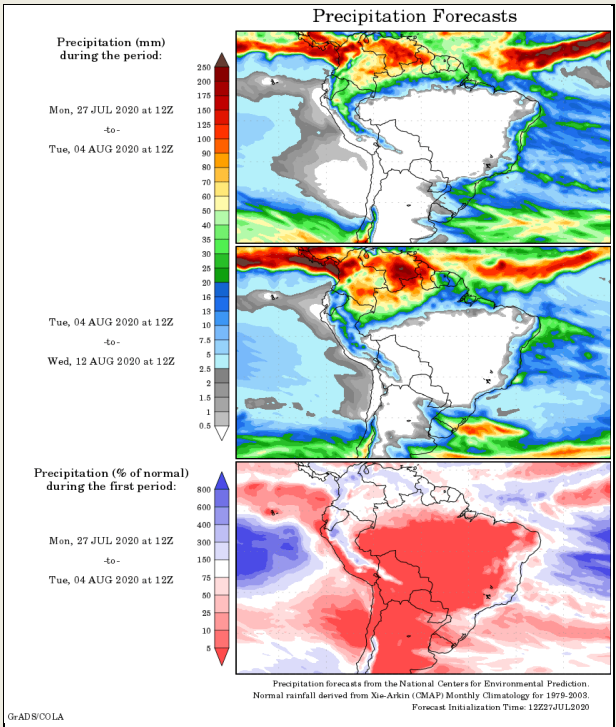 Precipitation Forecasts
Precipitation (mm)
during the period:
Mon, 27 JUL 2020 at 12Z
-to-
Tue, 04 AUG 2020 at 12Z
250
200
175
150
125
100
90
80
70
60
50
40
35
30
25
20
16
13
10
7.5
5
2.5
2
1.5
1
0.5
Tue, 04 AUG 2020 at 12Z
-to-
Wed, 12 AUG 2020 at 12Z
Precipitation (% of normal)
during the first period:
Mon, 27 JUL 2020 at 12Z
-to-
Tue, 04 AUG 2020 at 12Z
800
600
400
300
150
75
50
25
10
5
Precipitation forecasts from the National Centers for Environmental Prediction.
Normal rainfall derived from Xie-Arkin (CMAP) Monthly Climatology for 1979-2003.
Forecast Initialization Time: 12Z27JUL2020
GrADS/COLA